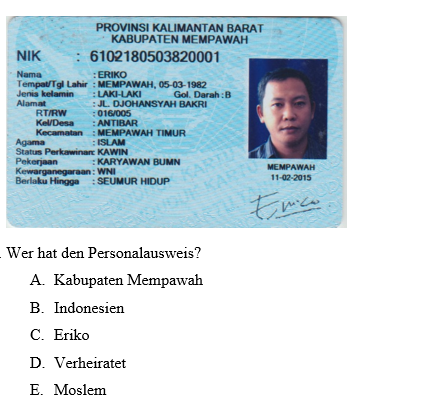 PROVINSI KALIMANTAN BARAT
KABUPATEN MEMPAWAH
NIK : 6102180503820001
Nama : ERIKO
Tempat/Tgl Lahir : MEMPAWAH, 05-03-1982
Jenis kelamin : LAKI-LAKI Gol. Darah : B
Alamat : JL. DJOHANSYAH BAKRI
RT/RW : 016/005
Kel/Desa : ANTIBAR
Kecamatan : MEMPAWAH TIMUR
Agama : ISLAM
Status Perkawinan: KAWIN
Pekerjaan : KARYAWAN BUMN
Kewarganegaraan : WNI
Berlaku Hingga : SEUMUR HIDUP
MEMPAWAH
11-02-2015
. Wer hat den Personalausweis?
A. Kabupaten Mempawah
B. Indonesien
C. Eriko
D. Verheiratet
E. Moslem